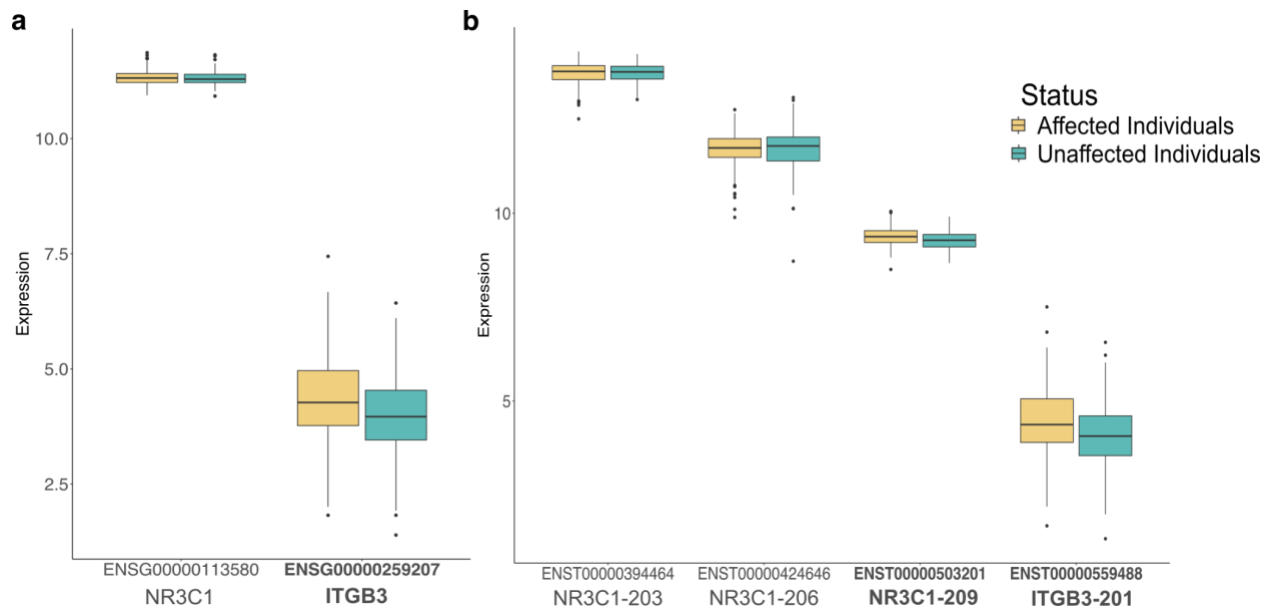 a
Expression
10.0
7.5
5.0
2.5
ENSG00000113580
ENSG00000259207
NR3C1
ITGB3
b
Expression
10
5
ENST00000394464
ENST00000424646
ENST00000503201
ENST00000559488
NR3C1-203
NR3C1-206
NR3C1-209
ITGB3-201
Status
Affected Individuals
Unaffected Individuals